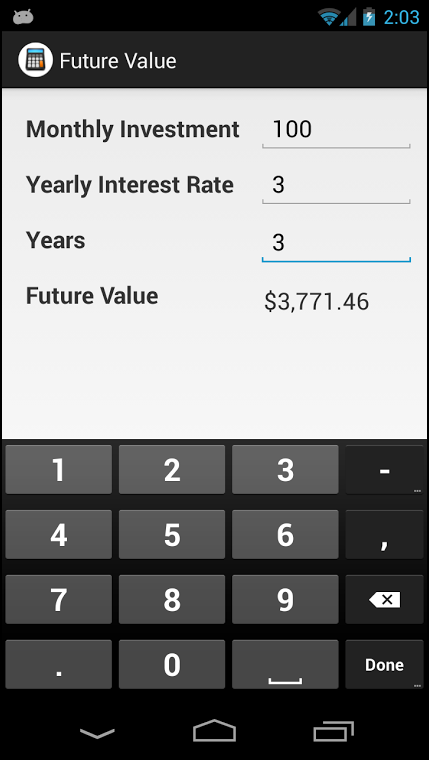 2:03
Future Value
Monthly Investment 100
Yearly Interest Rate 3
Years 3
Future Value $3,771.46
1 2 3 -
4 5 6 ,
7 8 9
. 0
Done